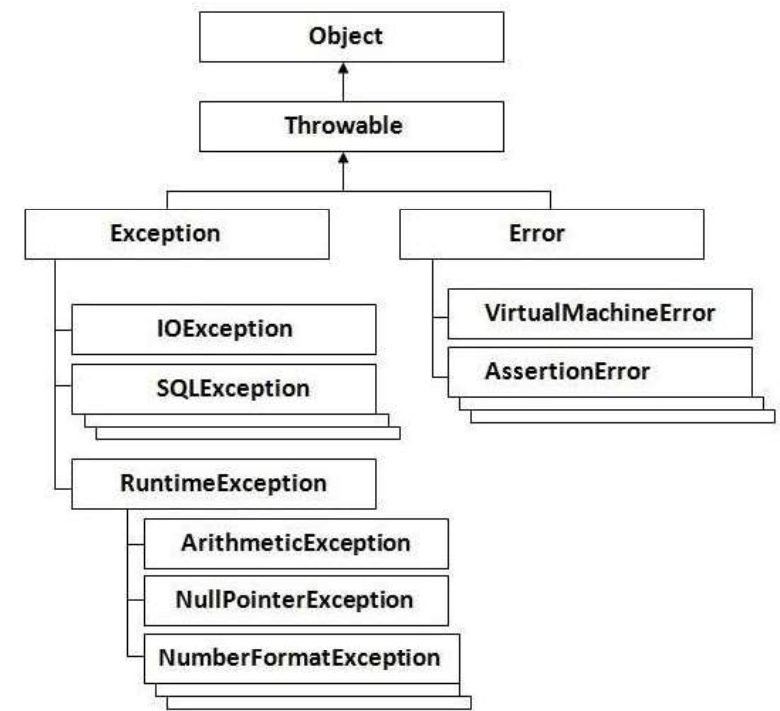 Object
Throwable
Exception
Error
IOException
SQLException
RuntimeException
ArithmeticException
NullPointerException
NumberFormatException
VirtualMachineError
AssertionError